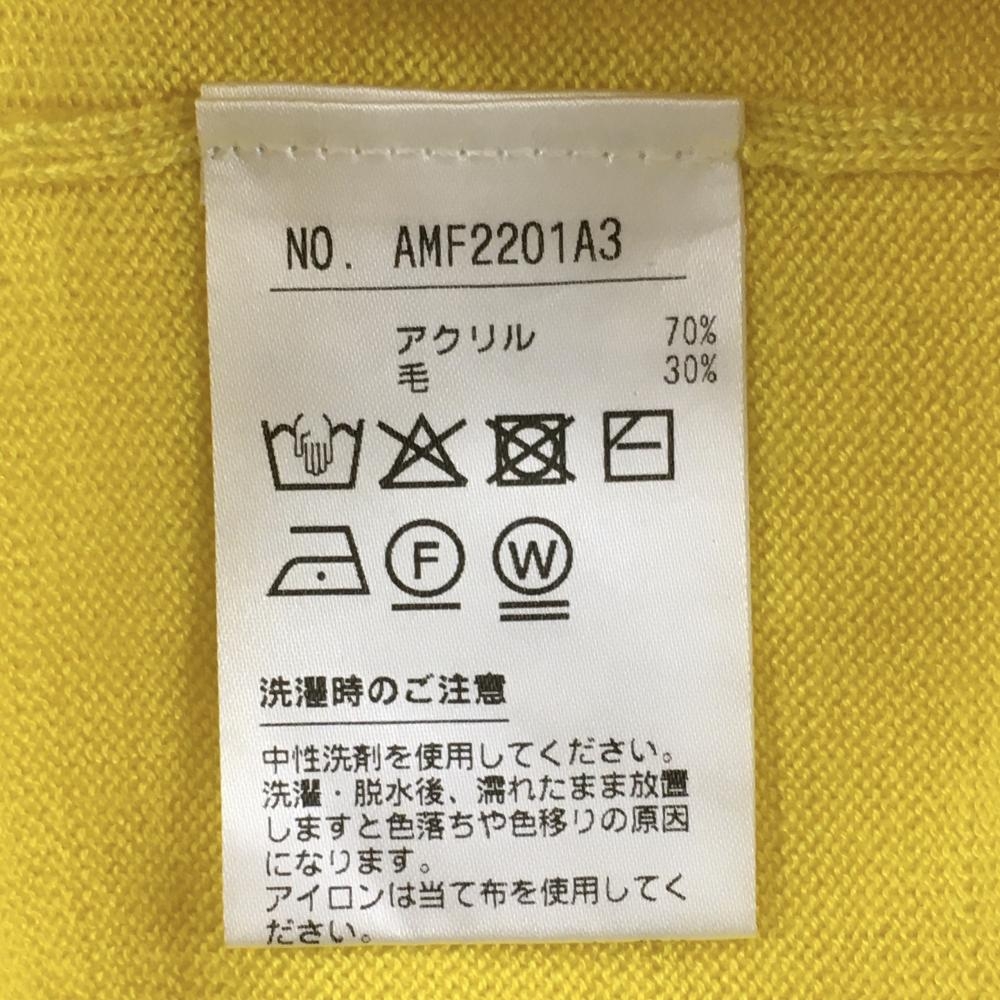 NO. AMF2201A3
アクリル 70%
毛 30%
F W
洗濯時のご注意
中性洗剤を使用してください。
洗濯・脱水後、濡れたまま放置
しますと色落ちや色移りの原因
になります。
アイロンは当て布を使用してく
ださい。